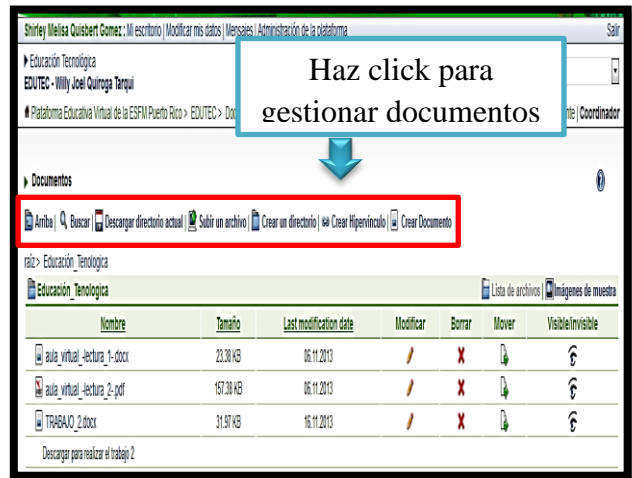 Shirley Melisa Quisbert Gomez : Mi escritorio | Modificar mis datos | Mensajes | Administración de la plataforma Salir
Educación Tecnológica
EDUTEC - Willy Joel Quiroga Tarqui
Plataforma Educativa Virtual de la ESFM Puerto Rico > EDUTEC > | Coordinador
Haz click para
gestionar documentos
Documentos
Arriba | Buscar | Descargar directorio actual | Subir un archivo | Crear un directorio | Crear Hipervínculo | Crear Documento
raíz > Educación_Tenologica
Educación_Tenologica Lista de archivos | Imágenes de muestra
Nombre Tamaño Last modification date Modificar Borrar Mover Visible/invisible
aula_virtual_-lectura_1-.docx 23.38 KB 06.11.2013
aula_virtual_-lectura_2-.pdf 157.38 KB 06.11.2013
TRABAJO_2.docx 31.97 KB 16.11.2013
Descargar para realizar el trabajo 2